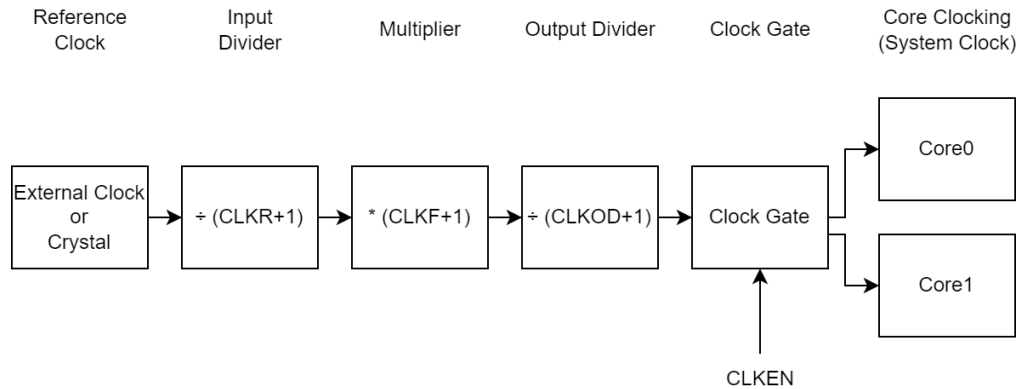 Reference
Clock
Input
Divider
Multiplier
Output Divider
Clock Gate
Core Clocking
(System Clock)
External Clock
or
Crystal
÷ (CLKR+1)
* (CLKF+1)
÷ (CLKOD+1)
Clock Gate
Core0
Core1
CLKEN